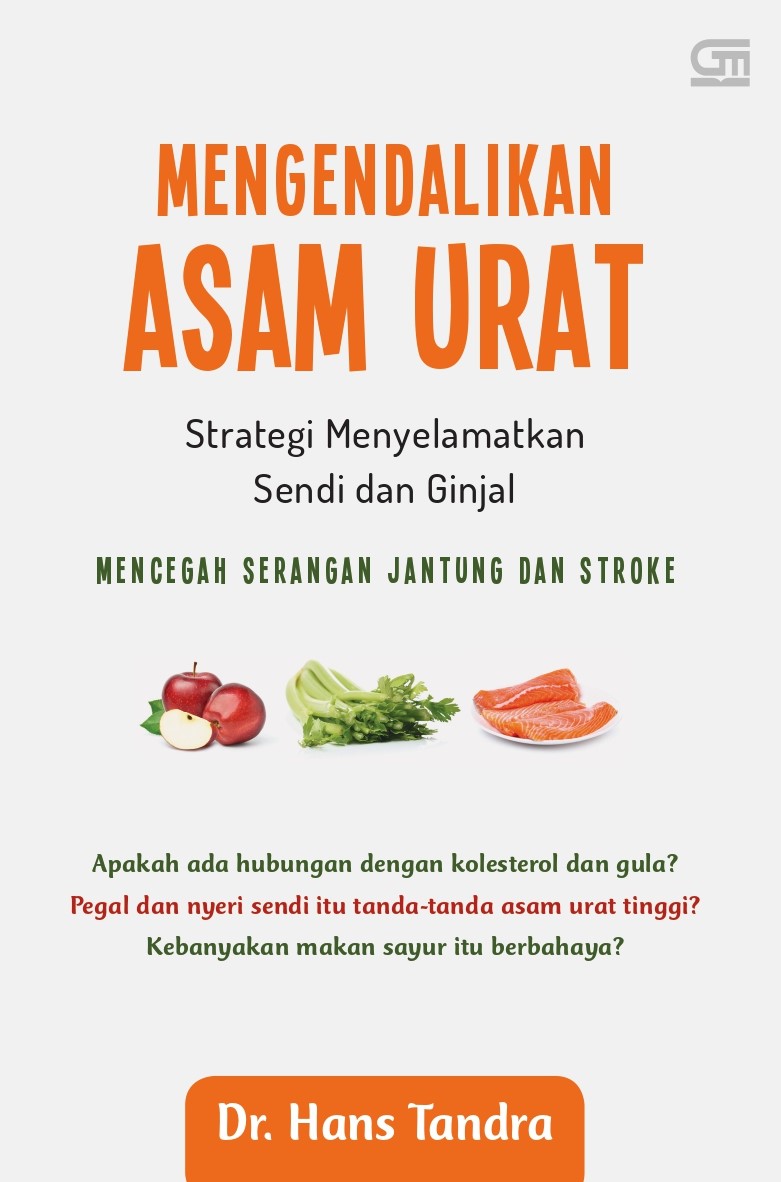 GM
MENGENDALIKAN
ASAM URAT
Strategi Menyelamatkan
Sendi dan Ginjal
MENCEGAH SERANGAN JANTUNG DAN STROKE
Apakah ada hubungan dengan kolesterol dan gula?
Pegal dan nyeri sendi itu tanda-tanda asam urat tinggi?
Kebanyakan makan sayur itu berbahaya?
Dr. Hans Tandra